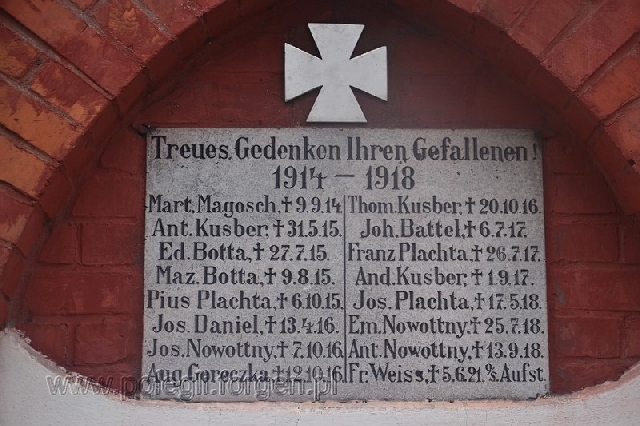 Treues Gedenken Ihren Gefallenen!
1914 – 1918
Mart. Magosch, † 9.9.14
Ant. Kusber, † 31.5.15.
Ed. Botta, † 27.7.15.
Maz. Botta, † 9.8.15.
Pius Plachta, † 6.10.15.
Jos. Daniel, † 13.4.16.
Jos. Nowottny, † 7.10.16.
Aug. Goreczka, † 12.10.16.
Thom. Kusber, † 20.10.16.
Joh. Battel, † 6.7.17.
Franz Plachta, † 26.7.17.
And. Kusber, † 1.9.17.
Jos. Plachta, † 17.5.18.
Em. Nowottny, † 25.7.18.
Ant. Nowottny, † 13.9.18.
Fr. Weiss, † 5.6.21. o/s Aufst.
www.polegli.forgen.pl